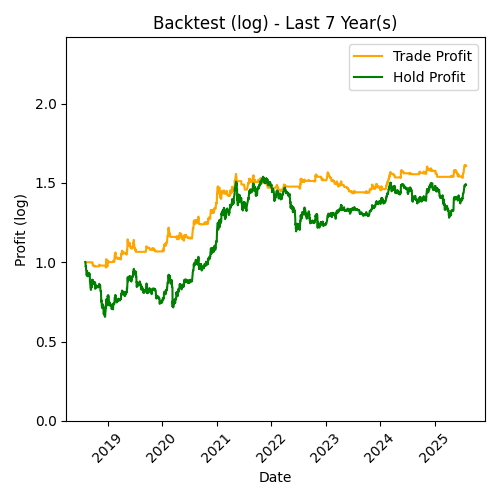 Backtest (log) - Last 7 Year(s)
Trade Profit
Hold Profit
Profit (log)
2.0
1.5
1.0
0.5
0.0
2019
2020
2021
2022
2023
2024
2025
Date